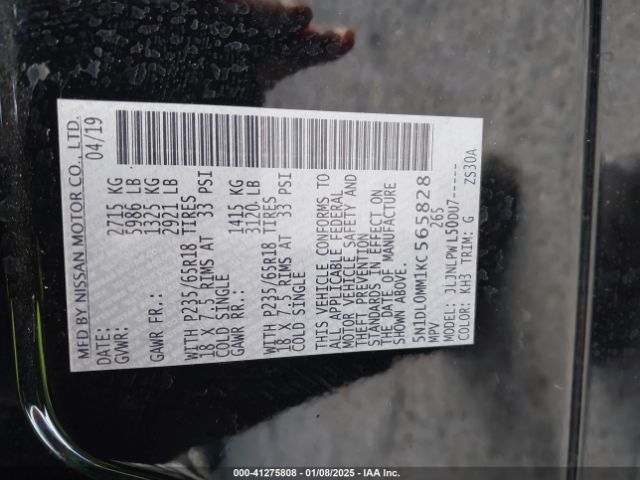 MFD BY NISSAN MOTOR CO., LTD.
DATE: 04/19
GVWR: 2715 KG
5986 LB
GAWR FR.: 1325 KG
2921 LB
WITH P235/65R18 TIRES
18 X 7.5 RIMS AT 33 PSI
COLD SINGLE
GAWR RR.: 1415 KG
3120 LB
WITH P235/65R18 TIRES
18 X 7.5 RIMS AT 33 PSI
COLD SINGLE
THIS VEHICLE CONFORMS TO
ALL APPLICABLE FEDERAL
MOTOR VEHICLE SAFETY AND
THEFT PREVENTION
STANDARDS IN EFFECT ON
THE DATE OF MANUFACTURE
SHOWN ABOVE.
5N1DL0MM1KC565828
MPV 265
MODEL: JLJNLPWL50DU7-----
COLOR: KH3 TRIM: G ZS30A
000-41275808 | 01/08/2025 - IAA Inc.